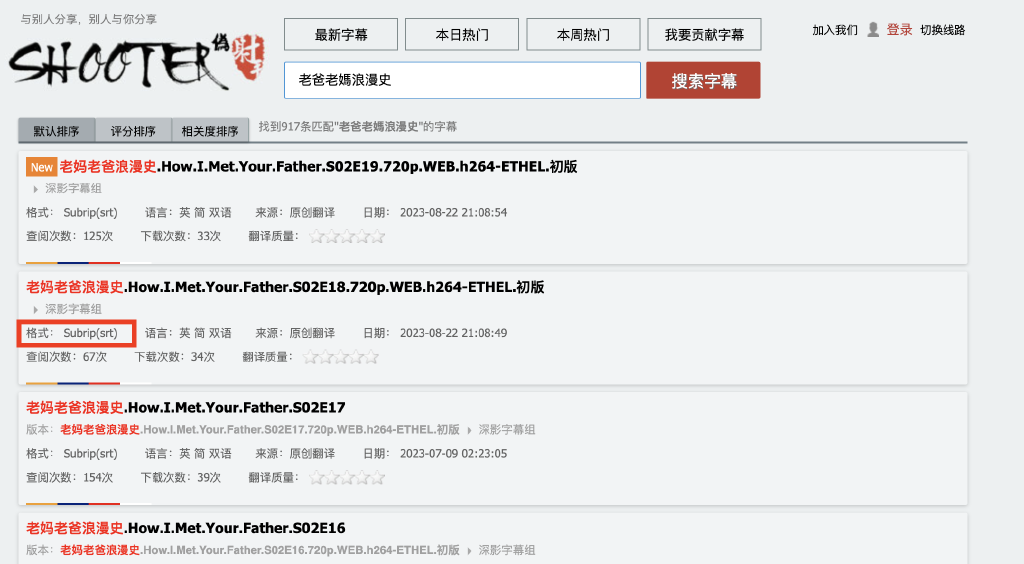 与别人分享，别人与你分享
SHOOTER 偽 射手
最新字幕 本日热门 本周热门 我要贡献字幕
加入我们 登录 切换线路
老爸老媽浪漫史 搜索字幕
默认排序 评分排序 相关度排序 找到917条匹配"老爸老媽浪漫史"的字幕
New 老妈老爸浪漫史.How.I.Met.Your.Father.S02E19.720p.WEB.h264-ETHEL.初版
深影字幕组
格式： Subrip(srt) 语言：英 简 双语 来源：原创翻译 日期： 2023-08-22 21:08:54
查阅次数：125次 下载次数：33次 翻译质量：
老妈老爸浪漫史.How.I.Met.Your.Father.S02E18.720p.WEB.h264-ETHEL.初版
深影字幕组
格式： Subrip(srt) 语言：英 简 双语 来源：原创翻译 日期： 2023-08-22 21:08:49
查阅次数：67次 下载次数：34次 翻译质量：
老妈老爸浪漫史.How.I.Met.Your.Father.S02E17
版本： 老妈老爸浪漫史.How.I.Met.Your.Father.S02E17.720p.WEB.h264-ETHEL.初版 深影字幕组
格式： Subrip(srt) 语言：英 简 双语 来源：原创翻译 日期： 2023-07-09 02:23:05
查阅次数：154次 下载次数：39次 翻译质量：
老妈老爸浪漫史.How.I.Met.Your.Father.S02E16
版本： 老妈老爸浪漫史.How.I.Met.Your.Father.S02E16.720p.WEB.h264-ETHEL.初版 深影字幕组